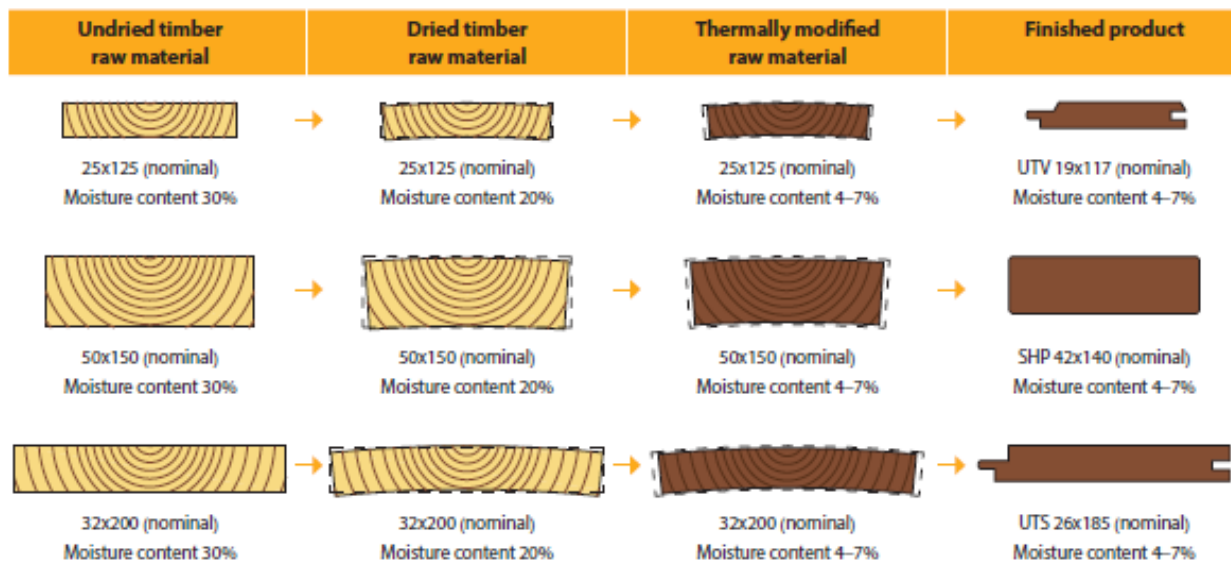 Undried timber
raw material
Dried timber
raw material
Thermally modified
raw material
Finished product
25x125 (nominal)
Moisture content 30%
25x125 (nominal)
Moisture content 20%
25x125 (nominal)
Moisture content 4–7%
UTV 19x117 (nominal)
Moisture content 4–7%
50x150 (nominal)
Moisture content 30%
50x150 (nominal)
Moisture content 20%
50x150 (nominal)
Moisture content 4–7%
SHP 42x140 (nominal)
Moisture content 4–7%
32x200 (nominal)
Moisture content 30%
32x200 (nominal)
Moisture content 20%
32x200 (nominal)
Moisture content 4–7%
UTS 26x185 (nominal)
Moisture content 4–7%